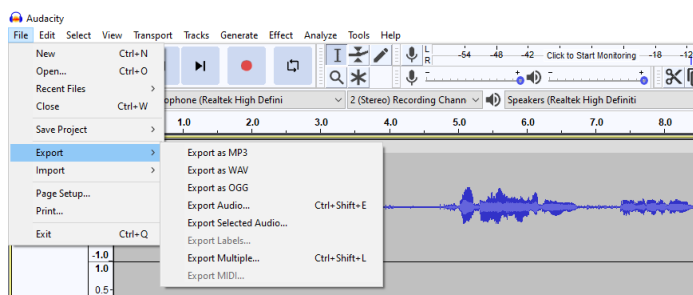 Audacity
File Edit Select View Transport Tracks Generate Effect Analyze Tools Help
New Ctrl+N
Open... Ctrl+O
Recent Files >
Close Ctrl+W
Save Project >
Export >
Import >
Page Setup...
Print...
Exit Ctrl+Q
L
R
-54 -48 -42 Click to Start Monitoring -18 -12
ophone (Realtek High Defini 2 (Stereo) Recording Chann Speakers (Realtek High Definiti
1.0 2.0 3.0 4.0 5.0 6.0 7.0 8.0
Export as MP3
Export as WAV
Export as OGG
Export Audio... Ctrl+Shift+E
Export Selected Audio...
Export Labels...
Export Multiple... Ctrl+Shift+L
Export MIDI...
-1.0
1.0
0.5